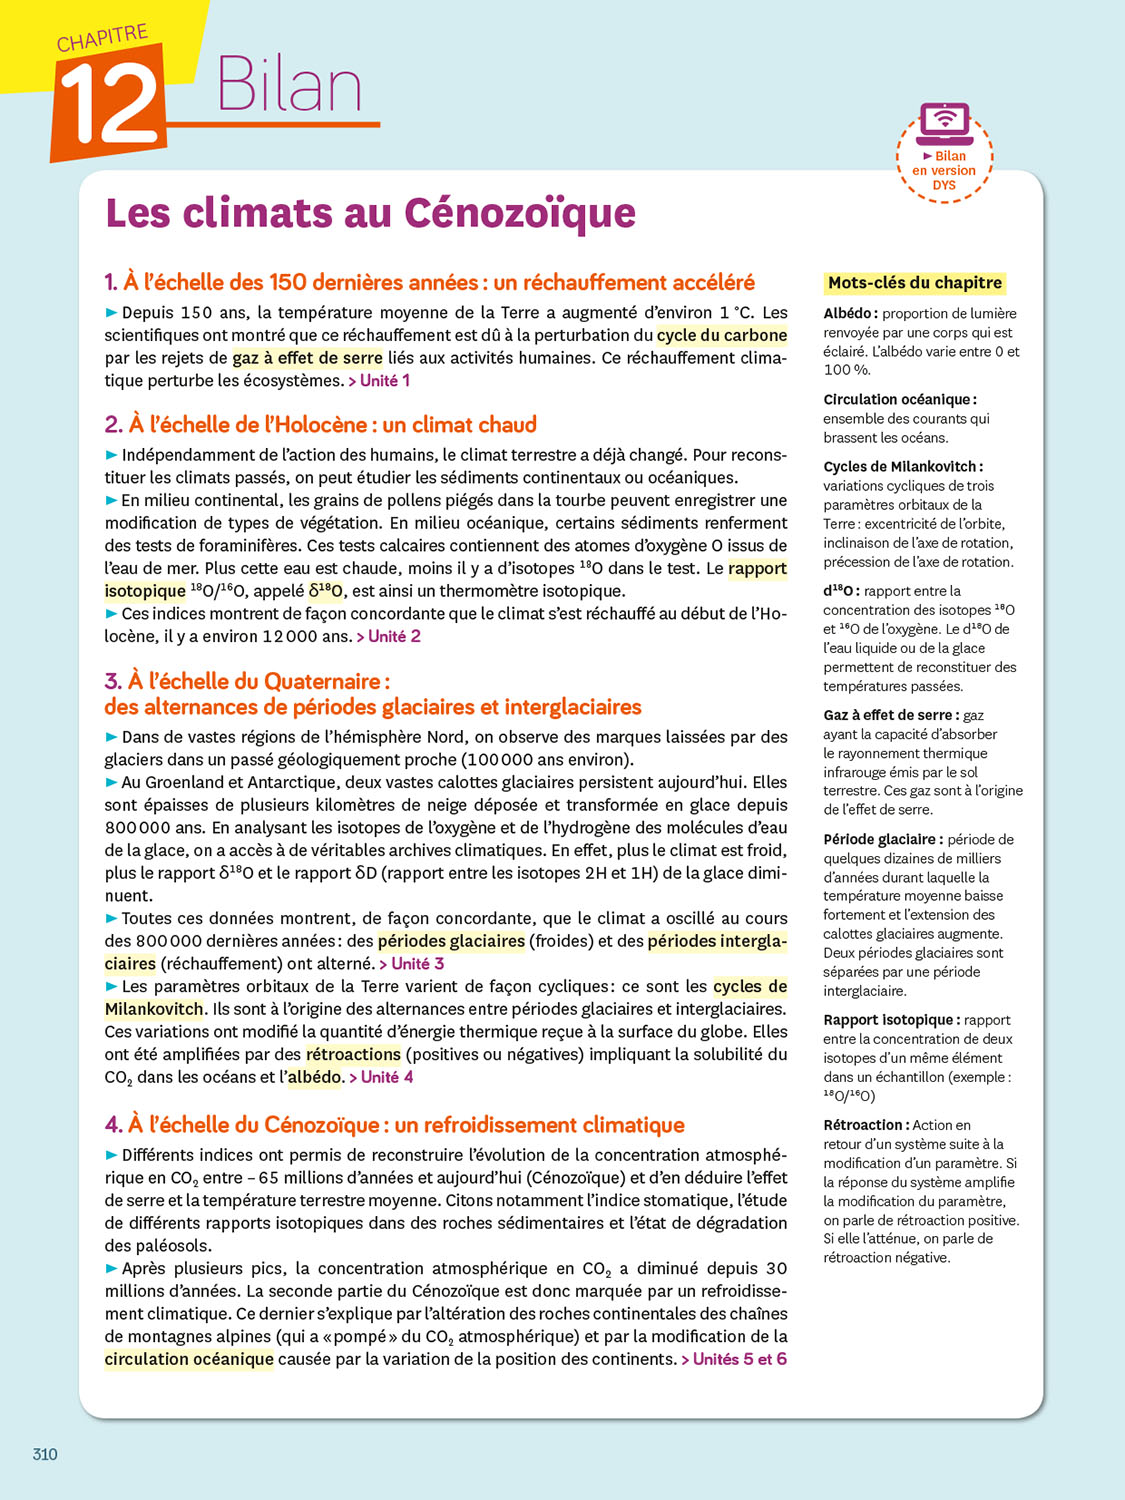 CHAPITRE
12
Bilan
► Bilan
en version
DYS
Les climats au Cénozoïque
1. À l’échelle des 150 dernières années : un réchauffement accéléré
► Depuis 150 ans, la température moyenne de la Terre a augmenté d’environ 1 °C. Les
scientifiques ont montré que ce réchauffement est dû à la perturbation du cycle du carbone
par les rejets de gaz à effet de serre liés aux activités humaines. Ce réchauffement clima-
tique perturbe les écosystèmes. > Unité 1
2. À l’échelle de l’Holocène : un climat chaud
► Indépendamment de l’action des humains, le climat terrestre a déjà changé. Pour recons-
tituer les climats passés, on peut étudier les sédiments continentaux ou océaniques.
► En milieu continental, les grains de pollens piégés dans la tourbe peuvent enregistrer une
modification de types de végétation. En milieu océanique, certains sédiments renferment
des tests de foraminifères. Ces tests calcaires contiennent des atomes d’oxygène O issus de
l’eau de mer. Plus cette eau est chaude, moins il y a d’isotopes ¹⁸O dans le test. Le rapport
isotopique ¹⁸O/¹⁶O, appelé δ¹⁸O, est ainsi un thermomètre isotopique.
► Ces indices montrent de façon concordante que le climat s’est réchauffé au début de l’Ho-
locène, il y a environ 12 000 ans. > Unité 2
3. À l’échelle du Quaternaire :
des alternances de périodes glaciaires et interglaciaires
► Dans de vastes régions de l’hémisphère Nord, on observe des marques laissées par des
glaciers dans un passé géologiquement proche (100 000 ans environ).
► Au Groenland et Antarctique, deux vastes calottes glaciaires persistent aujourd’hui. Elles
sont épaisses de plusieurs kilomètres de neige déposée et transformée en glace depuis
800 000 ans. En analysant les isotopes de l’oxygène et de l’hydrogène des molécules d’eau
de la glace, on a accès à de véritables archives climatiques. En effet, plus le climat est froid,
plus le rapport δ¹⁸O et le rapport δD (rapport entre les isotopes 2H et 1H) de la glace dimi-
nuent.
► Toutes ces données montrent, de façon concordante, que le climat a oscillé au cours
des 800 000 dernières années : des périodes glaciaires (froides) et des périodes intergla-
ciaires (réchauffement) ont alterné. > Unité 3
► Les paramètres orbitaux de la Terre varient de façon cycliques : ce sont les cycles de
Milankovitch. Ils sont à l’origine des alternances entre périodes glaciaires et interglaciaires.
Ces variations ont modifié la quantité d’énergie thermique reçue à la surface du globe. Elles
ont été amplifiées par des rétroactions (positives ou négatives) impliquant la solubilité du
CO₂ dans les océans et l’albédo. > Unité 4
4. À l’échelle du Cénozoïque : un refroidissement climatique
► Différents indices ont permis de reconstruire l’évolution de la concentration atmosphé-
rique en CO₂ entre – 65 millions d’années et aujourd’hui (Cénozoïque) et d’en déduire l’effet
de serre et la température terrestre moyenne. Citons notamment l’indice stomatique, l’étude
de différents rapports isotopiques dans des roches sédimentaires et l’état de dégradation
des paléosols.
► Après plusieurs pics, la concentration atmosphérique en CO₂ a diminué depuis 30
millions d’années. La seconde partie du Cénozoïque est donc marquée par un refroidisse-
ment climatique. Ce dernier s’explique par l’altération des roches continentales des chaînes
de montagnes alpines (qui a « pompé » du CO₂ atmosphérique) et par la modification de la
circulation océanique causée par la variation de la position des continents. > Unités 5 et 6
Mots-clés du chapitre
Albédo : proportion de lumière
renvoyée par une corps qui est
éclairé. L’albédo varie entre 0 et
100 %.
Circulation océanique :
ensemble des courants qui
brassent les océans.
Cycles de Milankovitch :
variations cycliques de trois
paramètres orbitaux de la
Terre : excentricité de l’orbite,
inclinaison de l’axe de rotation,
précession de l’axe de rotation.
d¹⁸O : rapport entre la
concentration des isotopes ¹⁸O
et ¹⁶O de l’oxygène. Le d¹⁸O de
l’eau liquide ou de la glace
permettent de reconstituer des
températures passées.
Gaz à effet de serre : gaz
ayant la capacité d’absorber
le rayonnement thermique
infrarouge émis par le sol
terrestre. Ces gaz sont à l’origine
de l’effet de serre.
Période glaciaire : période de
quelques dizaines de milliers
d’années durant laquelle la
température moyenne baisse
fortement et l’extension des
calottes glaciaires augmente.
Deux périodes glaciaires sont
séparées par une période
interglaciaire.
Rapport isotopique : rapport
entre la concentration de deux
isotopes d’un même élément
dans un échantillon (exemple :
¹⁸O/¹⁶O)
Rétroaction : Action en
retour d’un système suite à la
modification d’un paramètre. Si
la réponse du système amplifie
la modification du paramètre,
on parle de rétroaction positive.
Si elle l’atténue, on parle de
rétroaction négative.
310